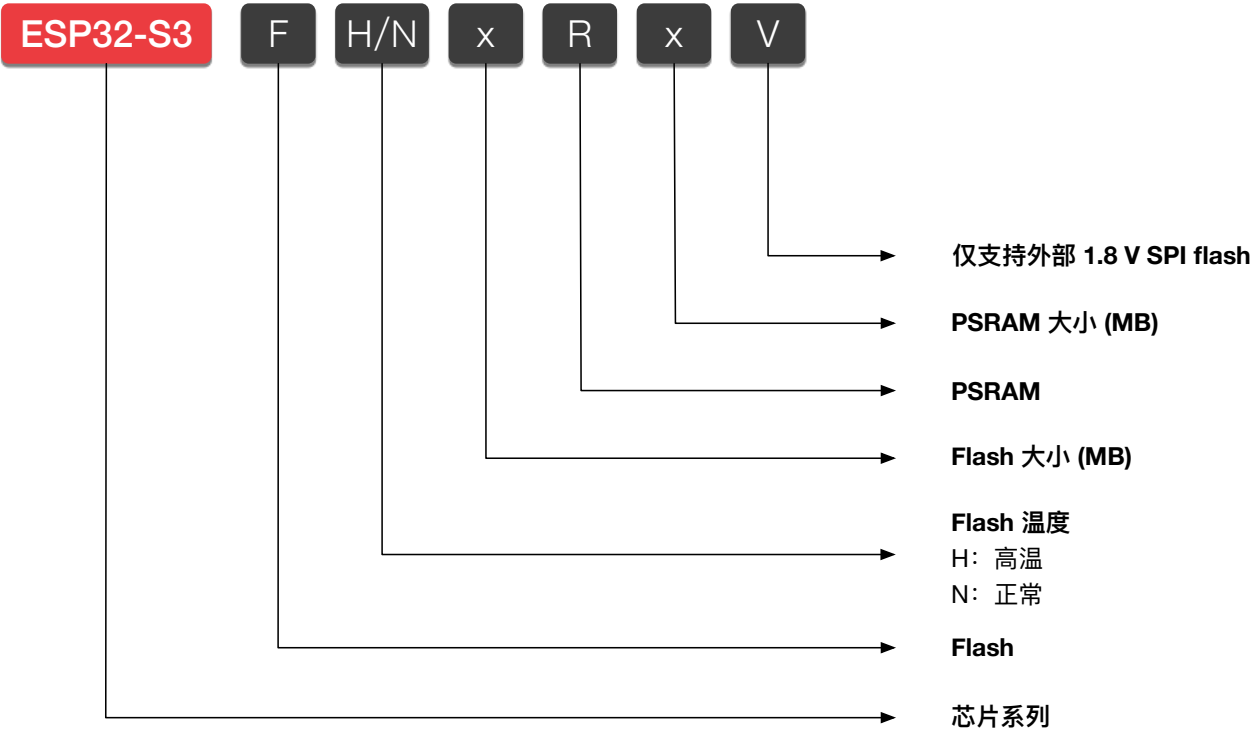 ESP32-S3 F H/N x R x V
仅支持外部 1.8 V SPI flash
PSRAM 大小 (MB)
PSRAM
Flash 大小 (MB)
Flash 温度
H：高温
N：正常
Flash
芯片系列